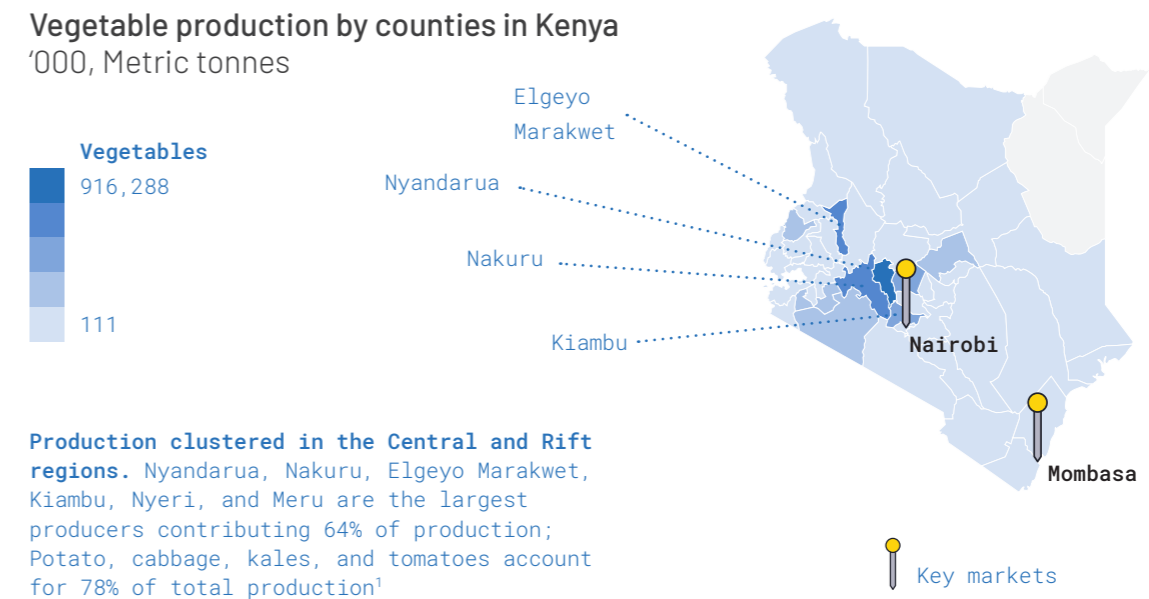 Vegetable production by counties in Kenya
‘000, Metric tonnes
Vegetables
916,288
111
Elgeyo
Marakwet
Nyandarua
Nakuru
Kiambu
Nairobi
Mombasa
Production clustered in the Central and Rift
regions. Nyandarua, Nakuru, Elgeyo Marakwet,
Kiambu, Nyeri, and Meru are the largest
producers contributing 64% of production;
Potato, cabbage, kales, and tomatoes account
for 78% of total production¹
Key markets